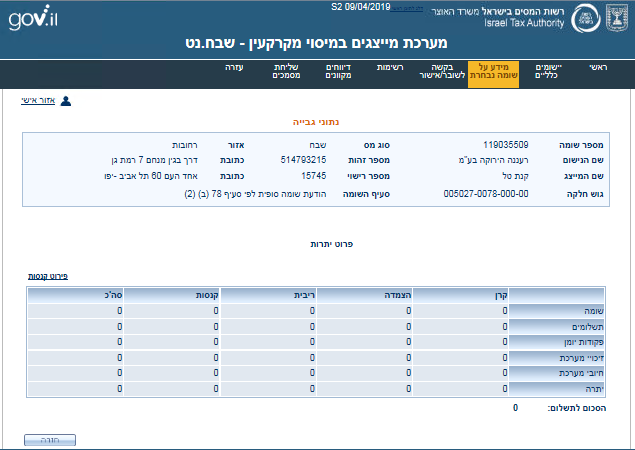 gov.il
S2 09/04/2019
רשות המסים בישראל משרד האוצר
Israel Tax Authority
מערכת מייצגים במיסוי מקרקעין - שבח.נט
ראשי
יישומים כלליים
מידע על שומה נבחרת
בקשה לשובר/אישור
רשימות
דיווחים מקוונים
שליחת מסמכים
עזרה
אזור אישי
נתוני גבייה
מספר שומה 119035509 סוג מס שבח אזור רחובות
שם הנישום רעננה הירוקה בע"מ מספר זהות 514793215 כתובת דרך בגין מנחם 7 רמת גן
שם המייצג קנת טל מספר רישוי 15745 כתובת אחד העם 60 תל אביב -יפו
גוש חלקה 005027-0078-000-00 סעיף השומה הודעת שומה סופית לפי סעיף 78 (ב) (2)
פרוט יתרות
פירוט קנסות
קרן הצמדה ריבית קנסות סה"כ
שומה 0 0 0 0 0
תשלומים 0 0 0 0 0
פקודות יומן 0 0 0 0 0
זיכויי מערכת 0 0 0 0 0
חיובי מערכת 0 0 0 0 0
יתרה 0 0 0 0 0
הסכום לתשלום: 0
חזרה